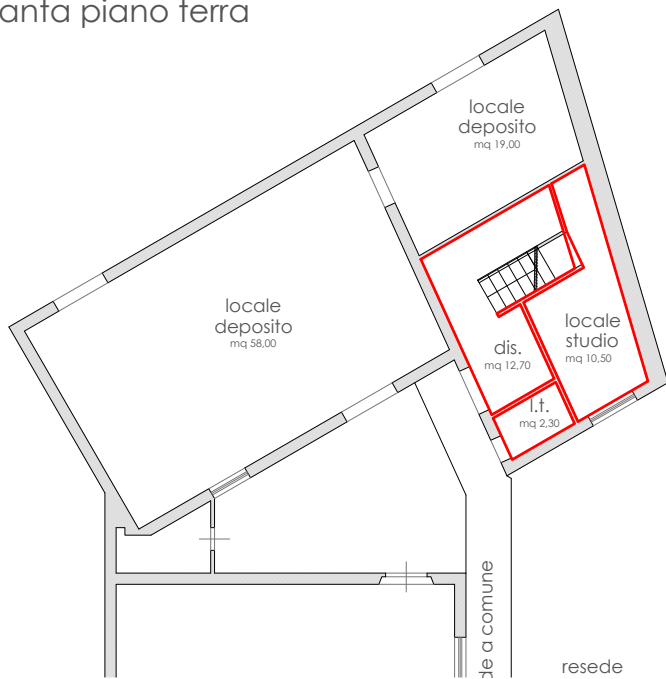 anta piano terra
locale
deposito
mq 19,00
locale
deposito
mq 58,00
locale
studio
mq 10,50
dis.
mq 12,70
l.t.
mq 2,30
de a comune
resede